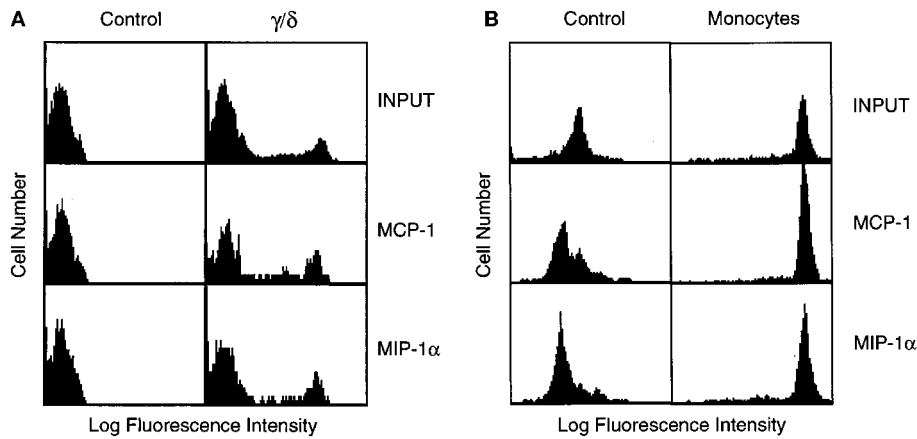 A
Control
γ/δ
INPUT
MCP-1
MIP-1α
Cell Number
Log Fluorescence Intensity
B
Control
Monocytes
INPUT
MCP-1
MIP-1α
Cell Number
Log Fluorescence Intensity